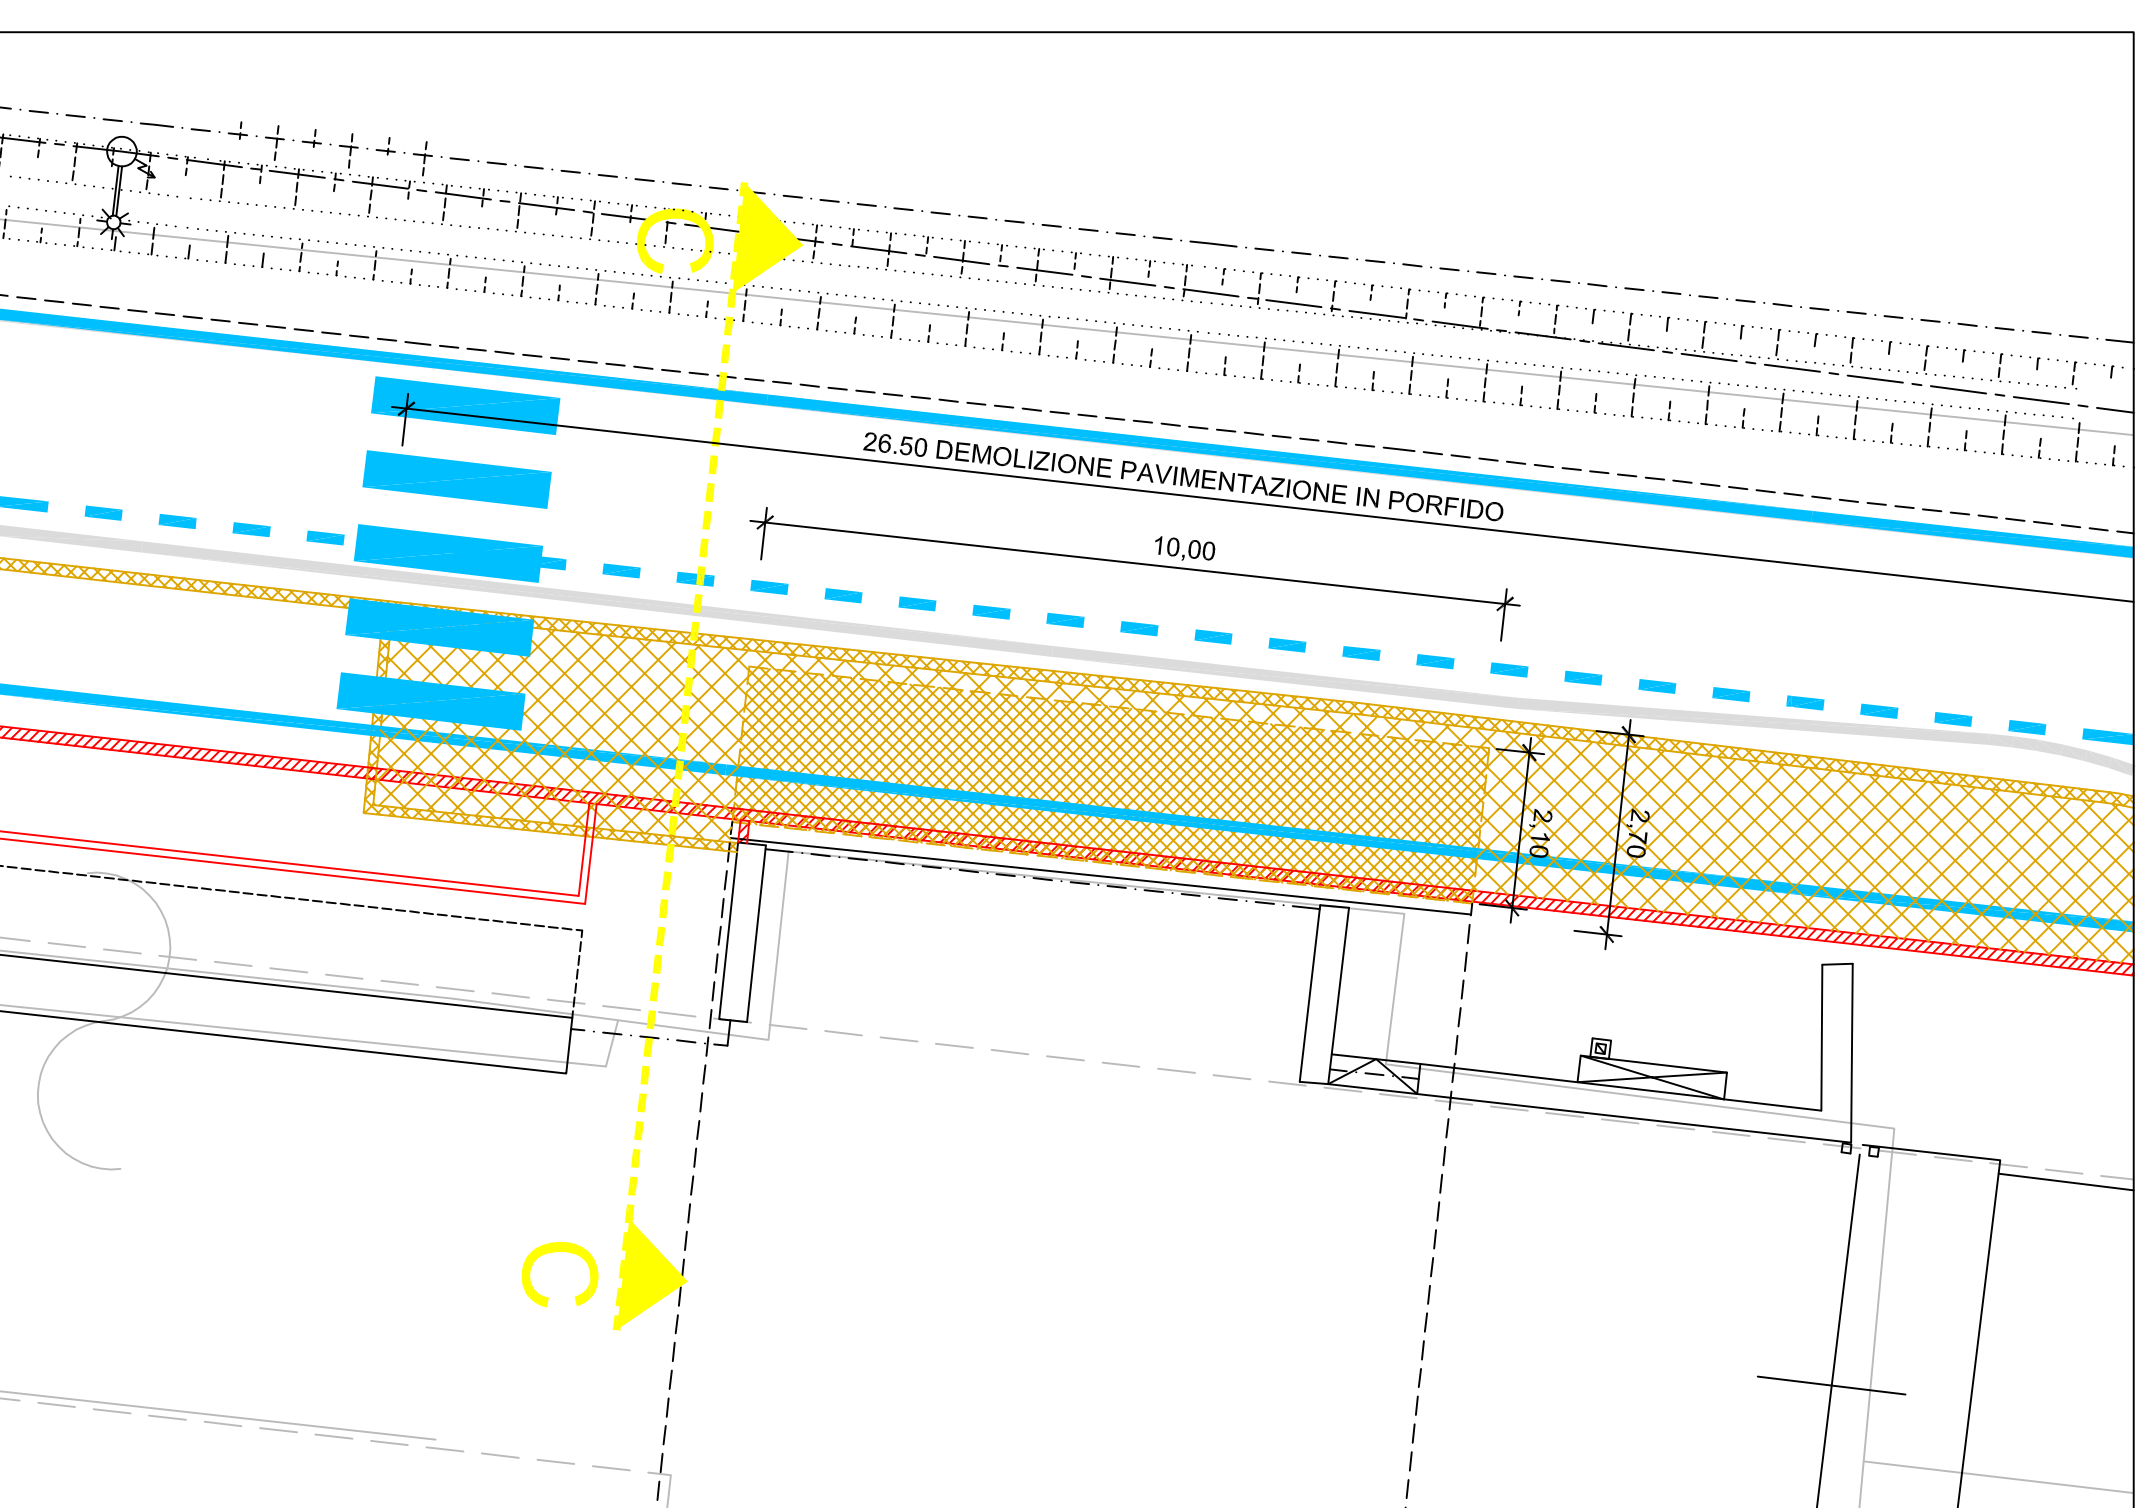 C
26.50 DEMOLIZIONE PAVIMENTAZIONE IN PORFIDO
10,00
2,10
2,70
C